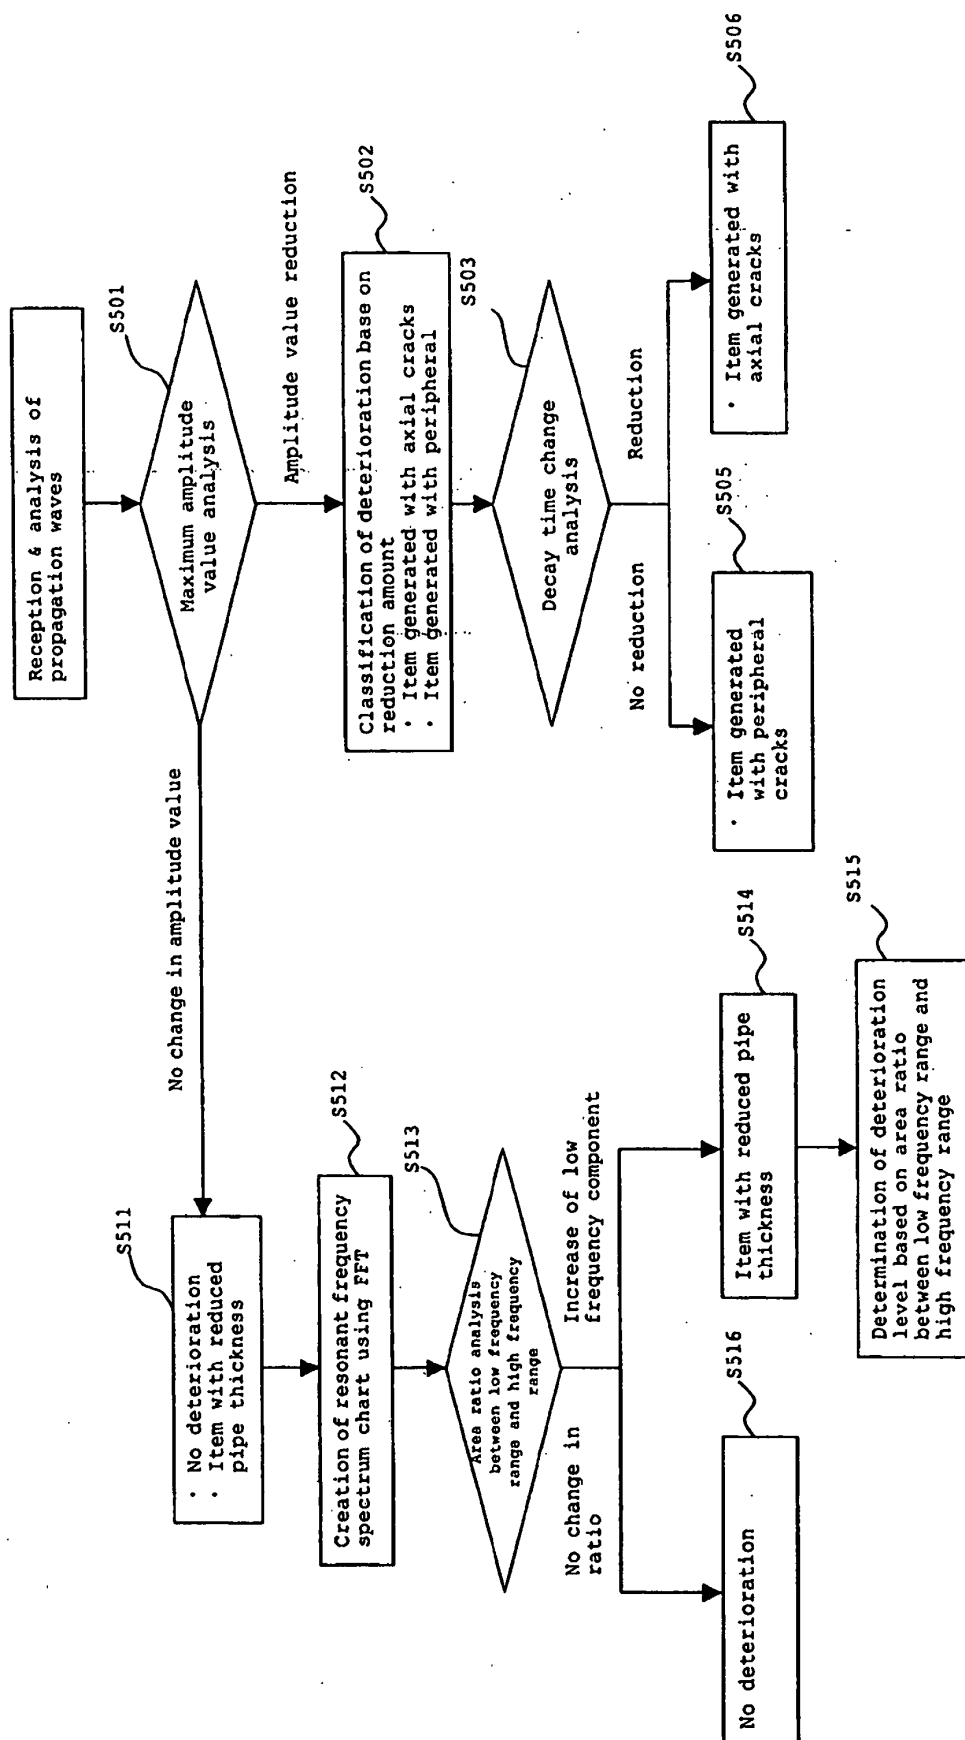 Reception & analysis of
propagation waves
S501
Maximum amplitude
value analysis
Amplitude value reduction
No change in amplitude value
S502
Classification of deterioration base on
reduction amount
· Item generated with axial cracks
· Item generated with peripheral
S503
Decay time change
analysis
No reduction
Reduction
S505
· Item generated
with peripheral
cracks
S506
· Item generated with
axial cracks
S511
· No deterioration
· Item with reduced
pipe thickness
S512
Creation of resonant frequency
spectrum chart using FFT
S513
Area ratio analysis
between low frequency
range and high frequency
range
No change in
ratio
Increase of low
frequency component
S516
No deterioration
S514
Item with reduced pipe
thickness
S515
Determination of deterioration
level based on area ratio
between low frequency range and
high frequency range